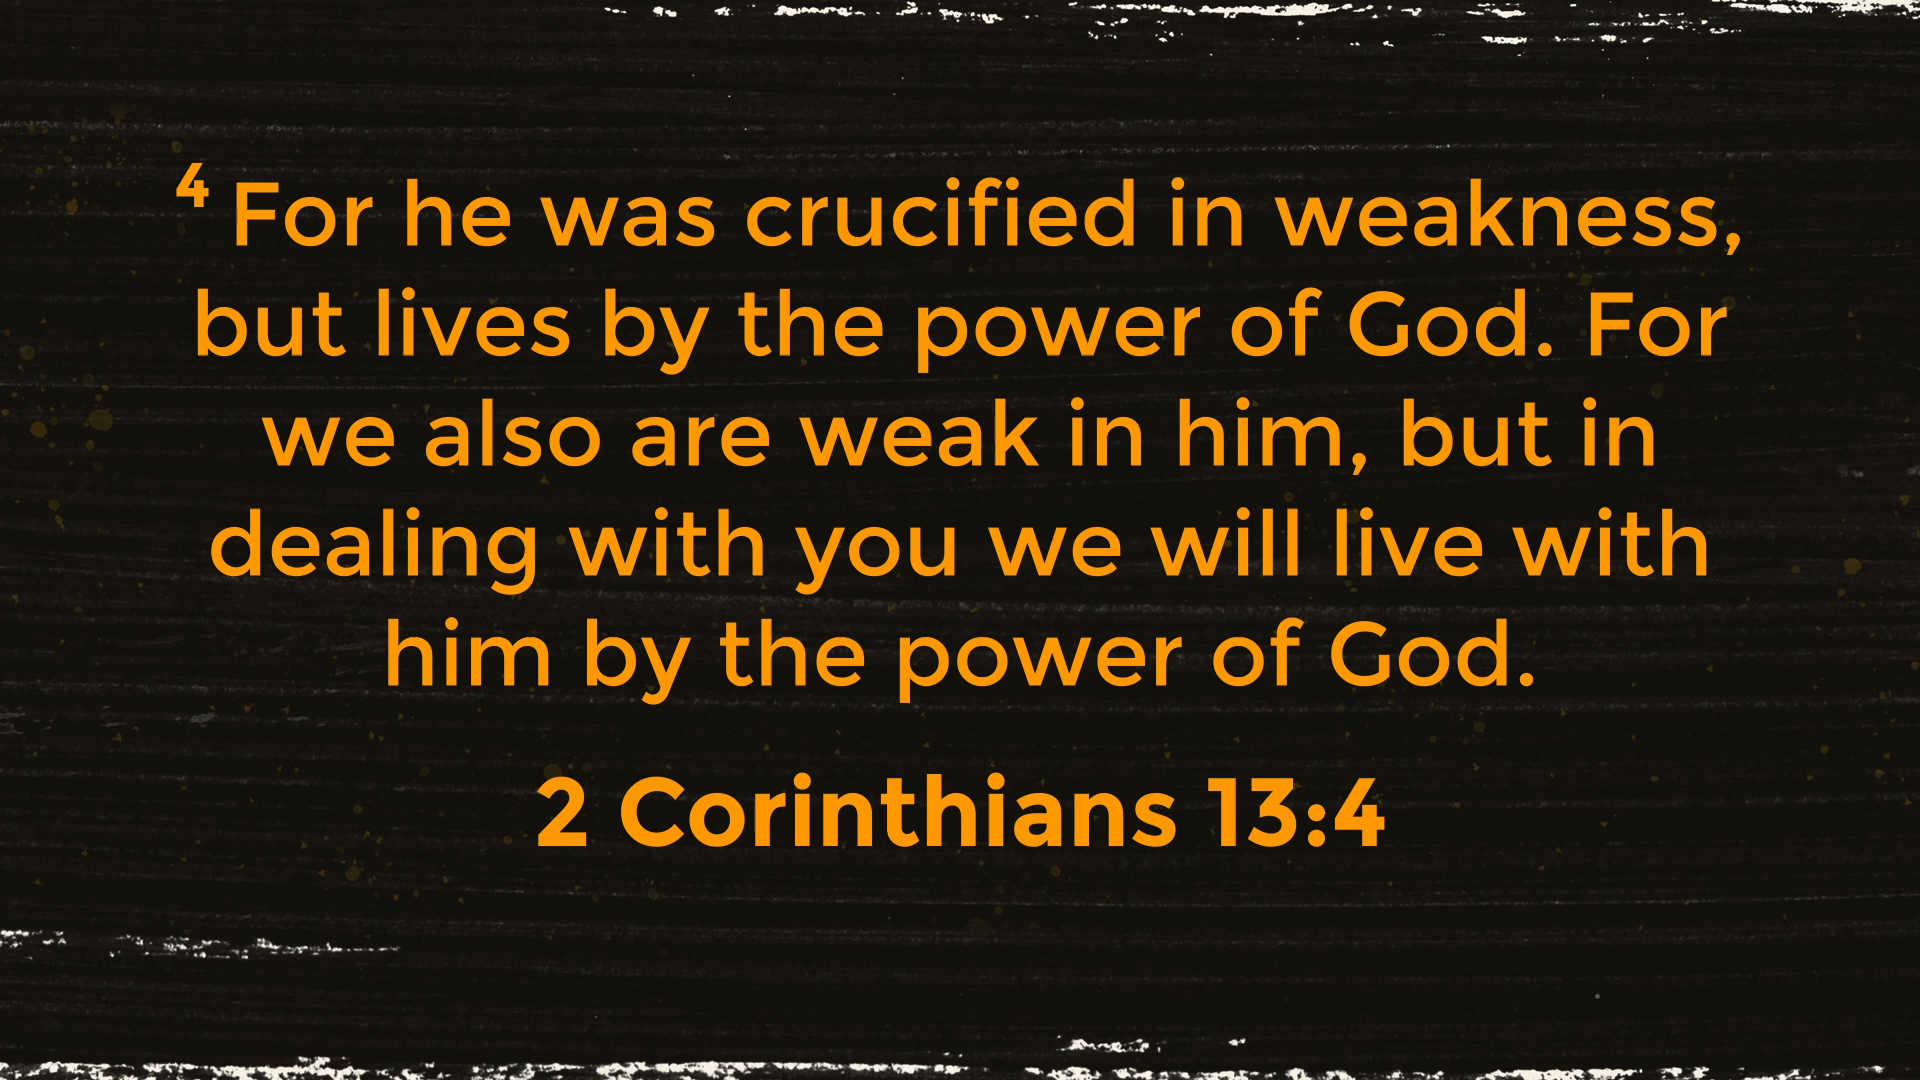 4 For he was crucified in weakness,
but lives by the power of God. For
we also are weak in him, but in
dealing with you we will live with
him by the power of God.
2 Corinthians 13:4